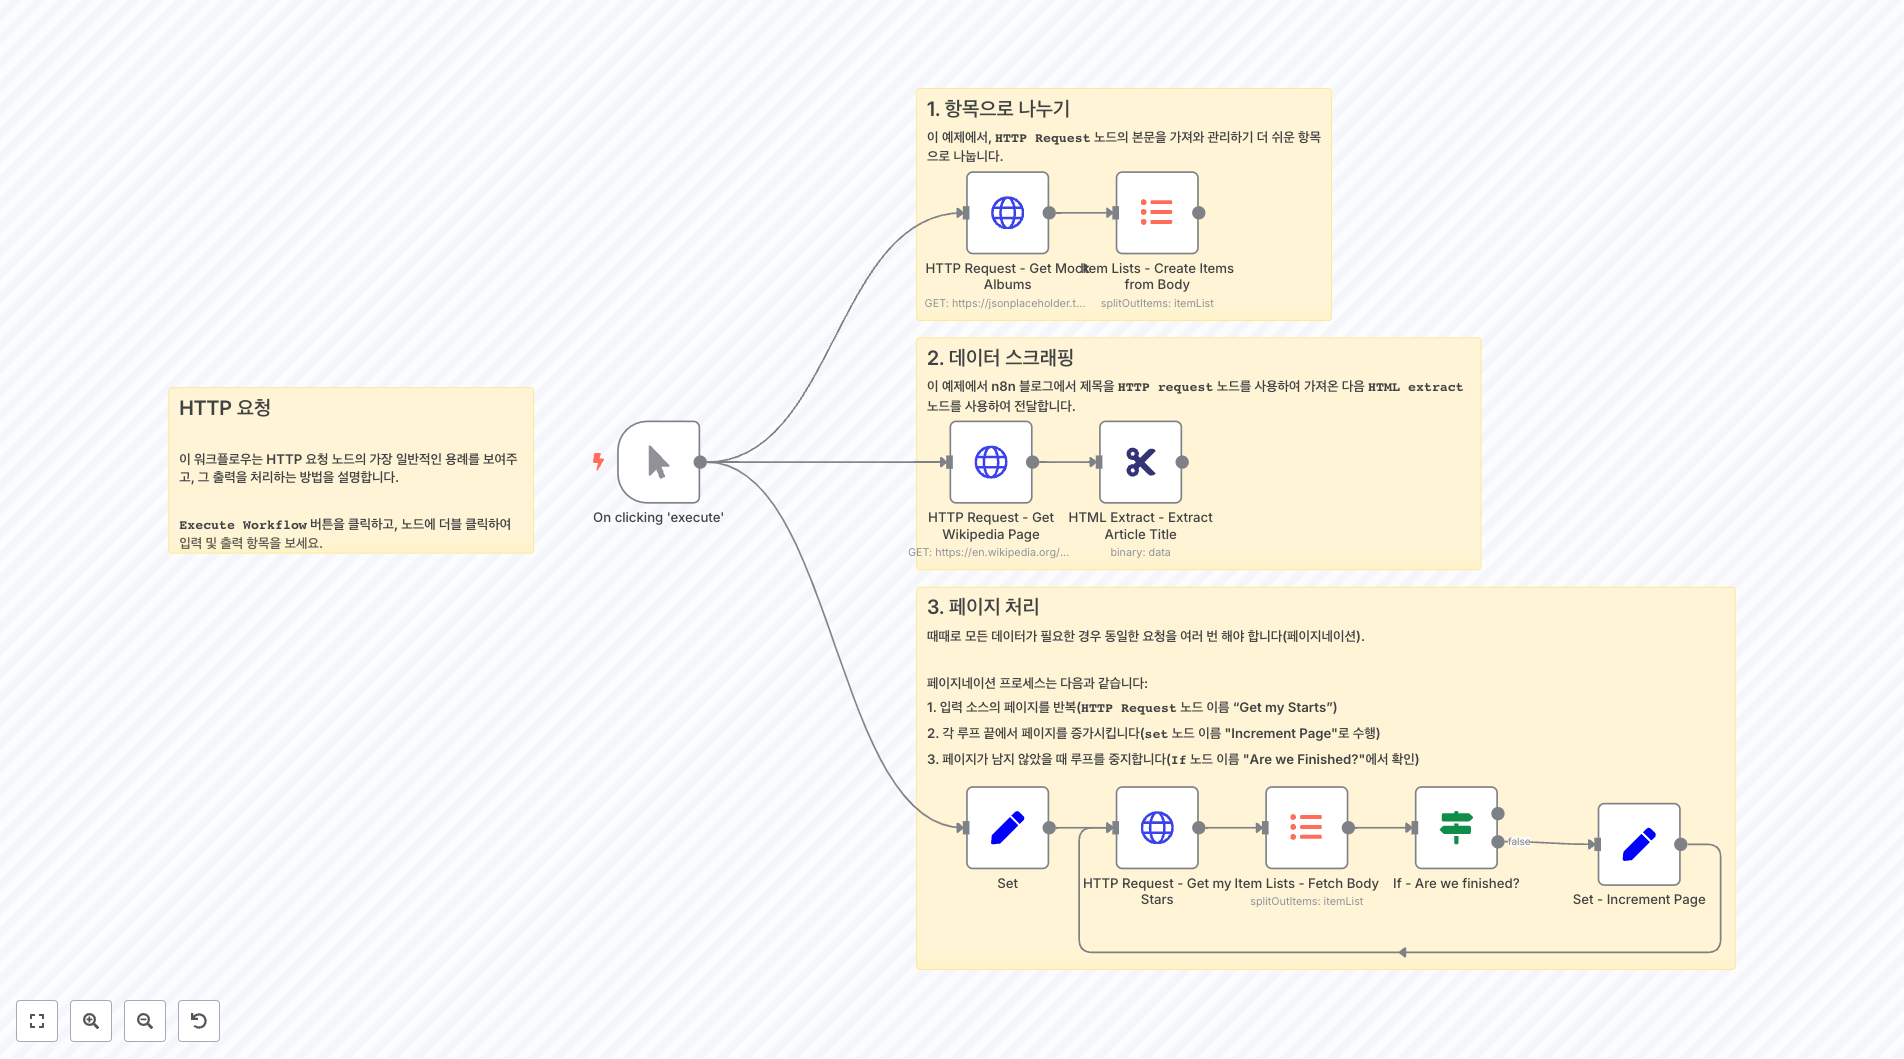 HTTP 요청
이 워크플로우는 HTTP 요청 노드의 가장 일반적인 용례를 보여주
고, 그 출력을 처리하는 방법을 설명합니다.
Execute Workflow 버튼을 클릭하고, 노드에 더블 클릭하여
입력 및 출력 항목을 보세요.
On clicking 'execute'
1. 항목으로 나누기
이 예제에서, HTTP Request 노드의 본문을 가져와 관리하기 더 쉬운 항목
으로 나눕니다.
HTTP Request - Get Mock
Albums
GET: https://jsonplaceholder.t...
Item Lists - Create Items
from Body
splitOutItems: itemList
2. 데이터 스크래핑
이 예제에서 n8n 블로그에서 제목을 HTTP request 노드를 사용하여 가져온 다음 HTML extract
노드를 사용하여 전달합니다.
HTTP Request - Get
Wikipedia Page
GET: https://en.wikipedia.org/...
HTML Extract - Extract
Article Title
binary: data
3. 페이지 처리
때때로 모든 데이터가 필요한 경우 동일한 요청을 여러 번 해야 합니다(페이지네이션).
페이지네이션 프로세스는 다음과 같습니다:
1. 입력 소스의 페이지를 반복(HTTP Request 노드 이름 “Get my Starts”)
2. 각 루프 끝에서 페이지를 증가시킵니다(set 노드 이름 "Increment Page"로 수행)
3. 페이지가 남지 않았을 때 루프를 중지합니다(If 노드 이름 "Are we Finished?"에서 확인)
Set
HTTP Request - Get my
Stars
Item Lists - Fetch Body
splitOutItems: itemList
If - Are we finished?
false
Set - Increment Page